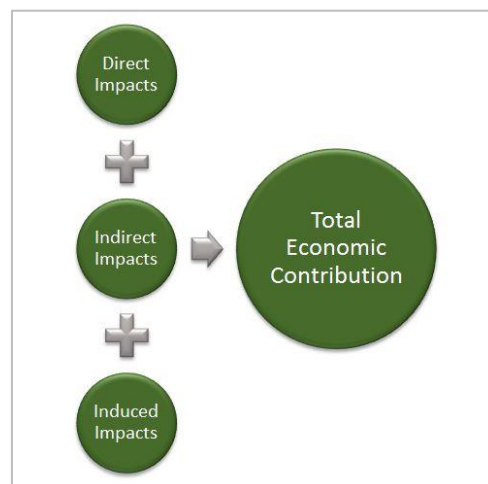 Direct
Impacts
Indirect
Impacts
Total
Economic
Contribution
Induced
Impacts